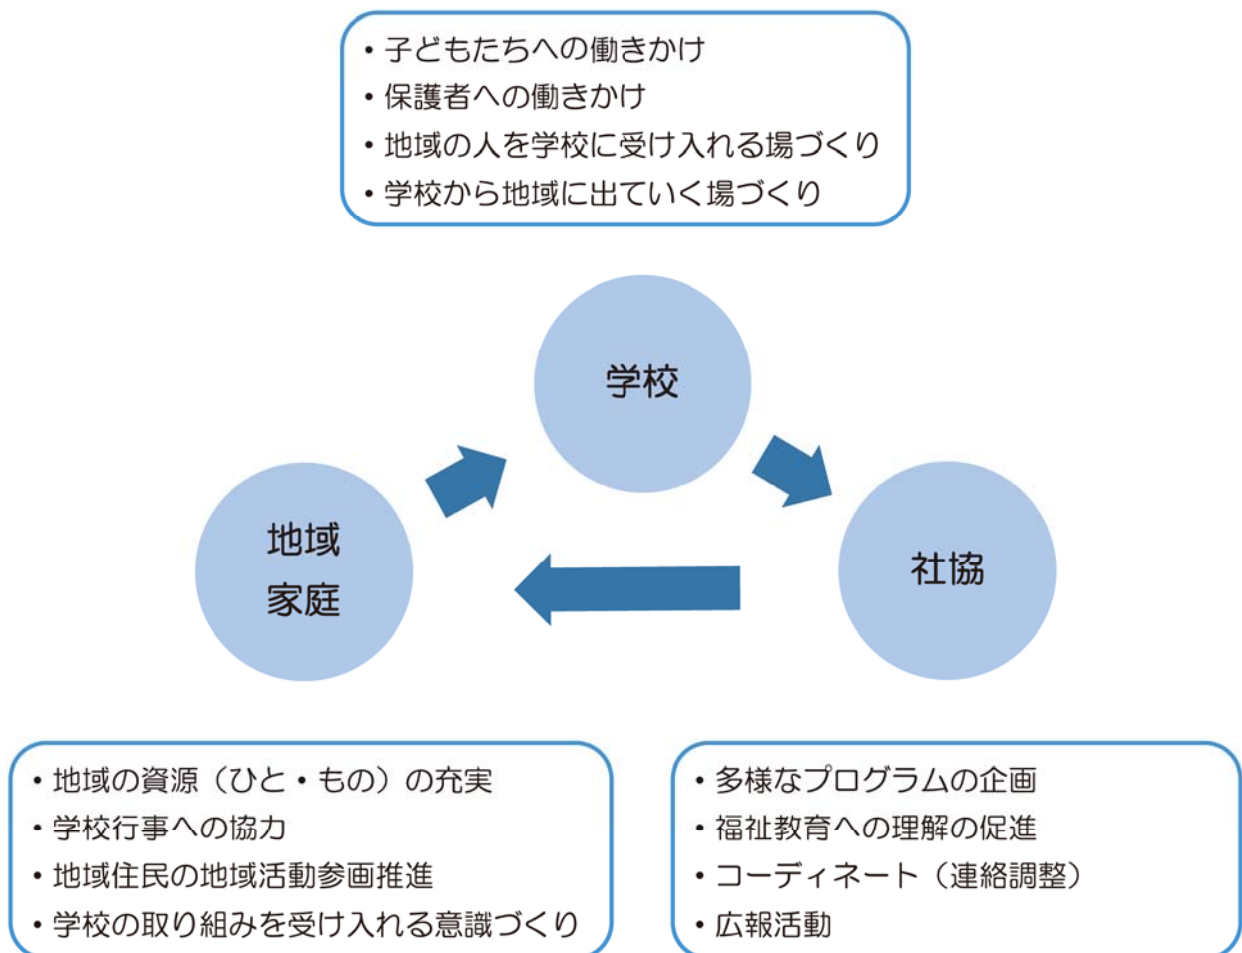 ・子どもたちへの働きかけ
・保護者への働きかけ
・地域の人を学校に受け入れる場づくり
・学校から地域に出ていく場づくり
学校
地域
家庭
社協
・地域の資源（ひと・もの）の充実
・学校行事への協力
・地域住民の地域活動参画推進
・学校の取り組みを受け入れる意識づくり
・多様なプログラムの企画
・福祉教育への理解の促進
・コーディネート（連絡調整）
・広報活動